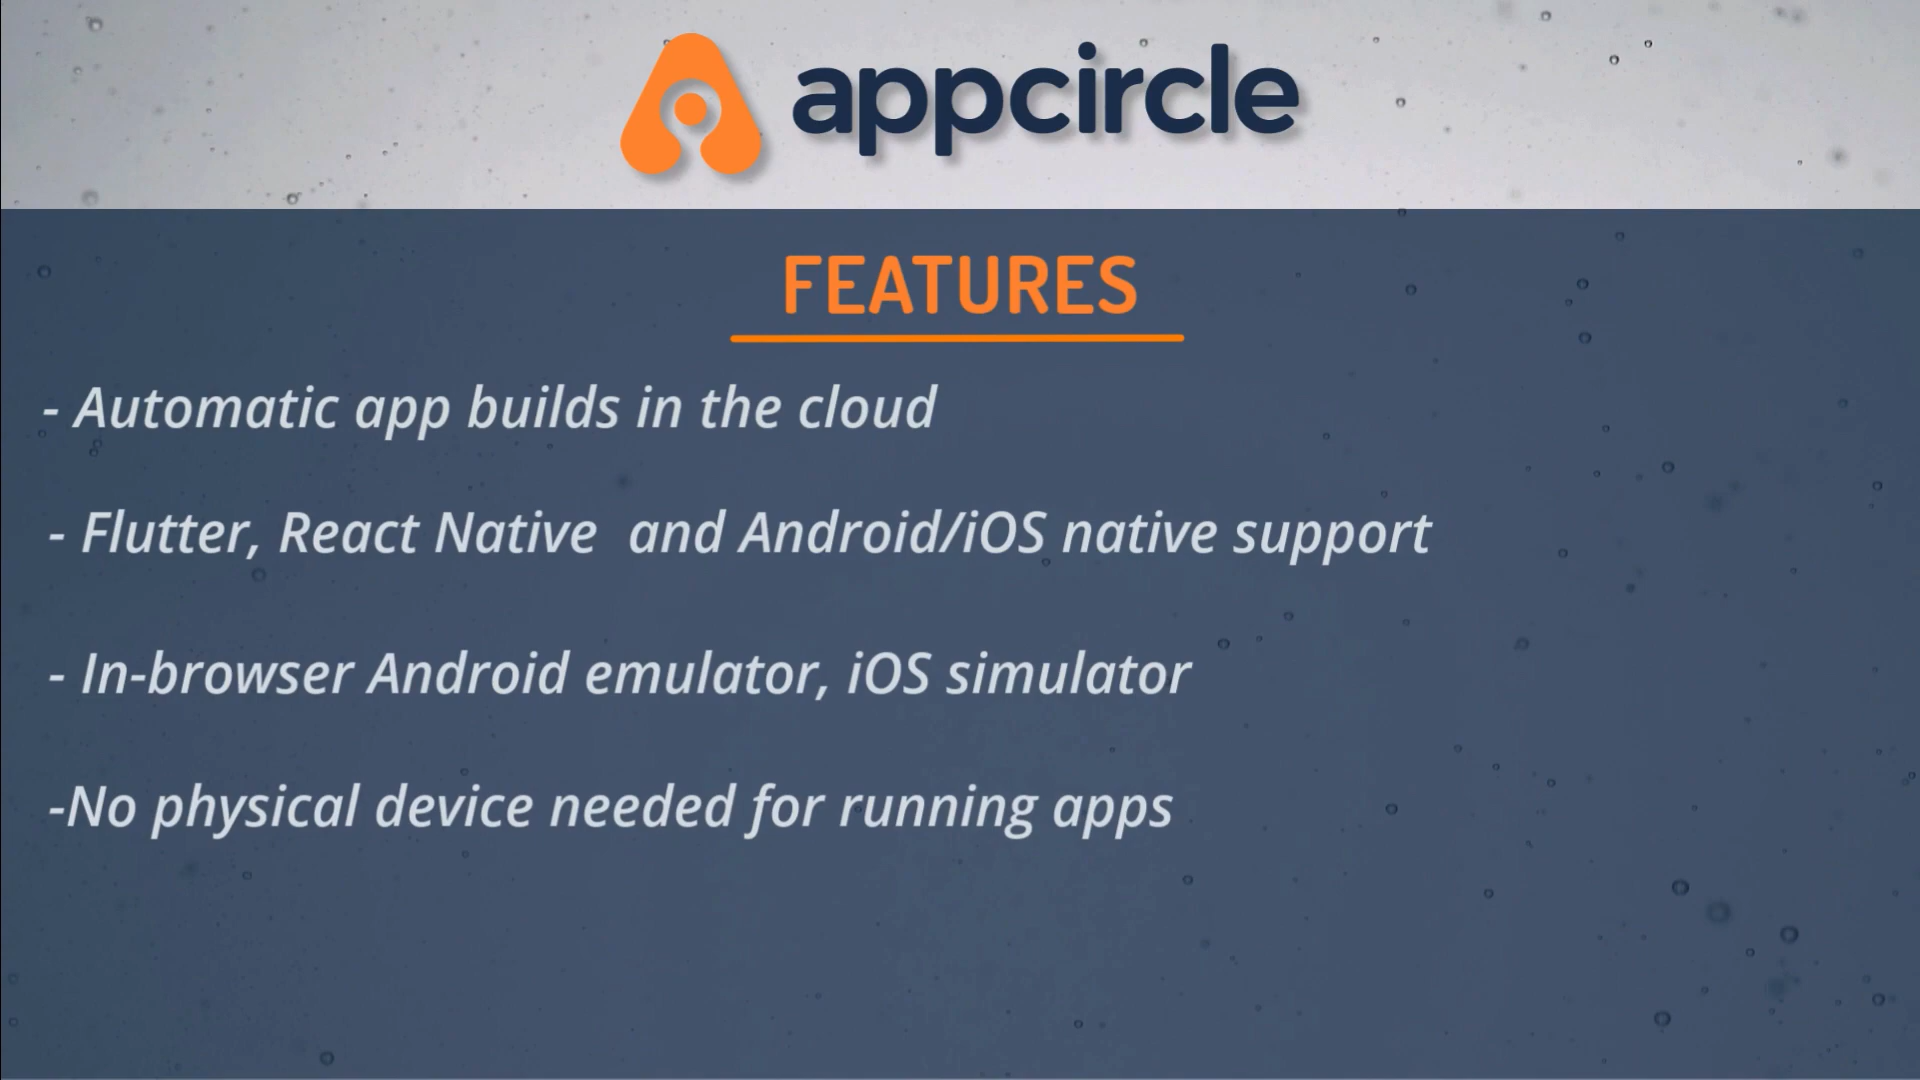 appcircle
FEATURES
- Automatic app builds in the cloud
- Flutter, React Native  and Android/iOS native support
- In-browser Android emulator, iOS simulator
-No physical device needed for running apps